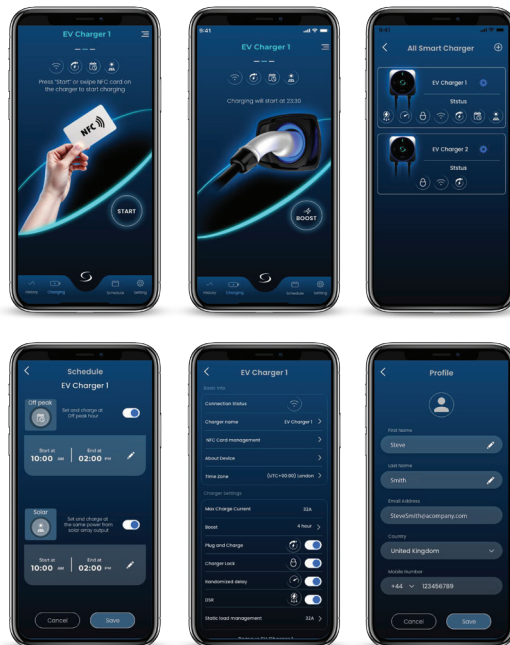 EV Charger 1
Press "Start" or swipe NFC card on
the charger to start charging
NFC
START
History
Charging
Schedule
Setting
9:41
EV Charger 1
Charging will start at 23:30
BOOST
History
Charging
Schedule
Setting
9:41
All Smart Charger
EV Charger 1
Ststus
EV Charger 2
Ststus
Schedule
EV Charger 1
Off peak
Set and charge at
Off peak hour
Start at
End at
10:00 AM
02:00 PM
Solar
Set and charge at
the same power from
solar array output
Start at
End at
10:00 AM
02:00 PM
Cancel
Save
EV Charger 1
Basic Info
Connection Status
Charger name EV Charger 1
NFC Card management
About Device
Time Zone (UTC+00:00) London
Charger Settings
Max Charge Current 32A
Boost 4 hour
Plug and Charge
Charger Lock
Randomized delay
DSR
Static load management 32A
Remove EV Charger 1
Profile
First Name
Steve
Last Name
Smith
Email Address
SteveSmith@acompany.com
Country
United Kingdom
Mobile Number
+44 123456789
Cancel
Save